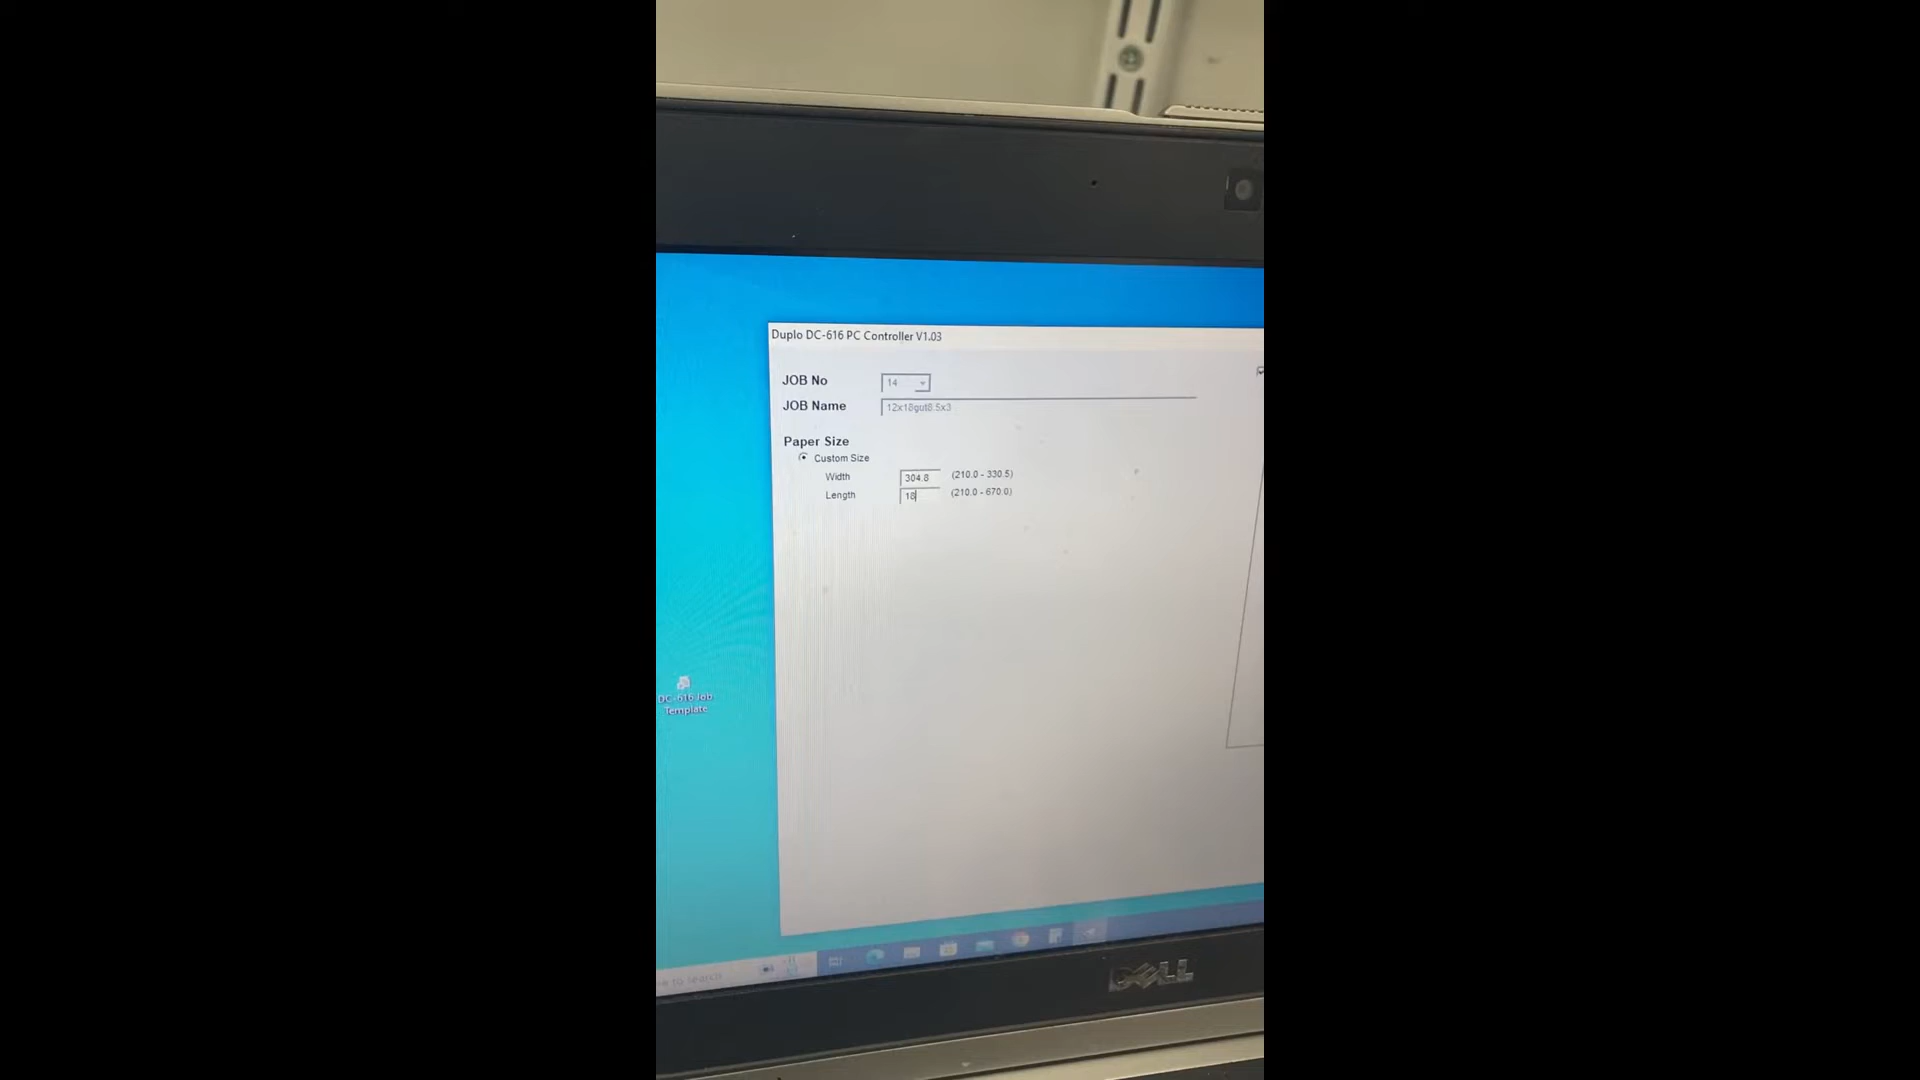 Duplo DC-616 PC Controller V1.03
JOB No 14
JOB Name 12x18gut8.5x3
Paper Size
Custom Size
Width 304.8 (210.0 - 330.5)
Length 18 (210.0 - 670.0)
DC-616 Job
Template
DELL